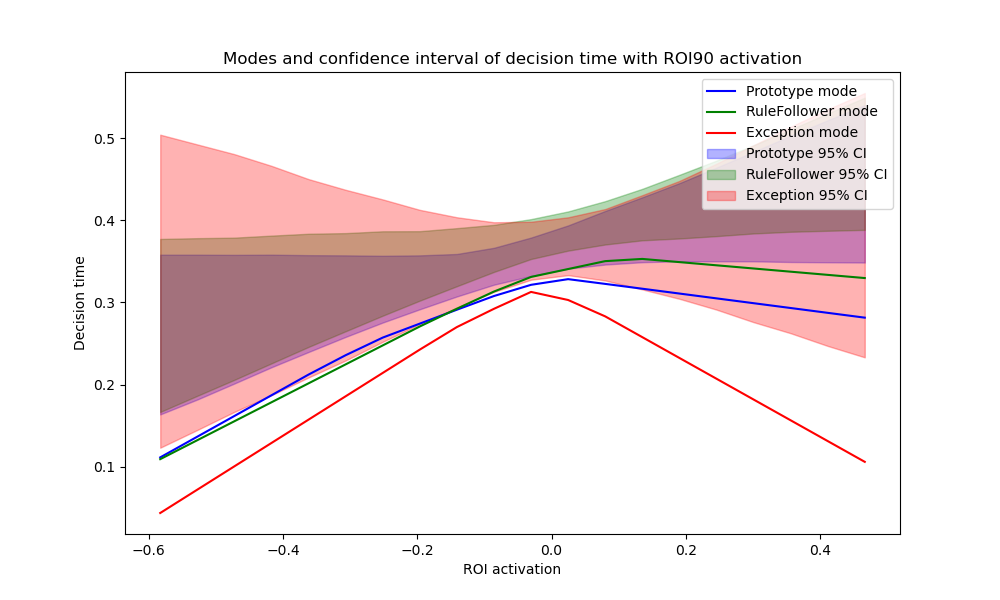 Modes and confidence interval of decision time with ROI90 activation
Prototype mode
RuleFollower mode
Exception mode
Prototype 95% CI
RuleFollower 95% CI
Exception 95% CI
Decision time
0.5
0.4
0.3
0.2
0.1
−0.6
−0.4
−0.2
0.0
0.2
0.4
ROI activation